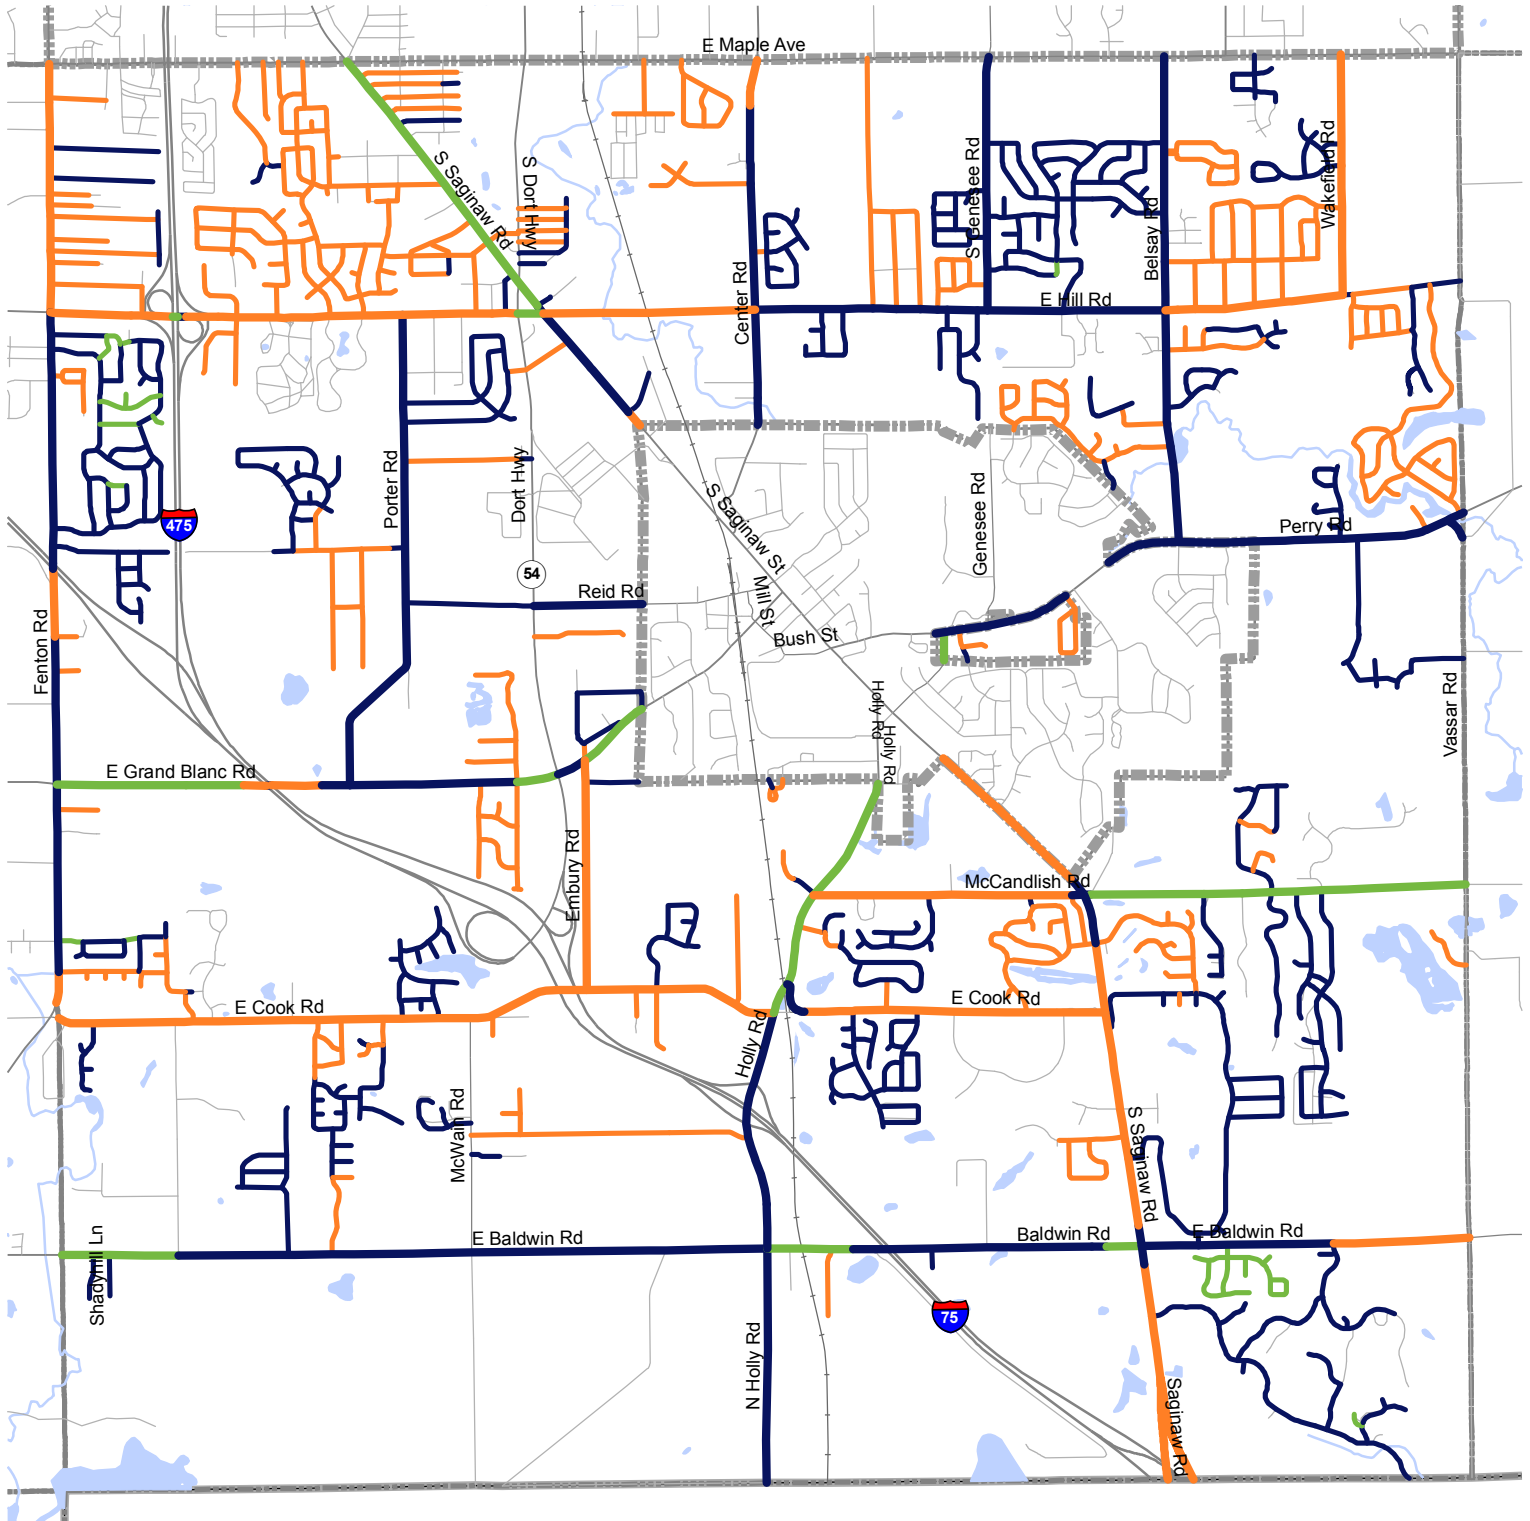 E Maple Ave
S Saginaw Rd
S Dort Hwy
S Genesee Rd
Wakefield Rd
Belsay Rd
Center Rd
E Hill Rd
Porter Rd
Dort Hwy
S Saginaw St
Genesee Rd
Perry Rd
475
54
Reid Rd
Mill St
Bush St
Fenton Rd
Holly Rd
Holly Rd
Vassar Rd
E Grand Blanc Rd
Embury Rd
McCandlish Rd
E Cook Rd
E Cook Rd
Holly Rd
McWain Rd
S Saginaw Rd
Shadyhill Ln
E Baldwin Rd
Baldwin Rd
E Baldwin Rd
75
N Holly Rd
Saginaw Rd